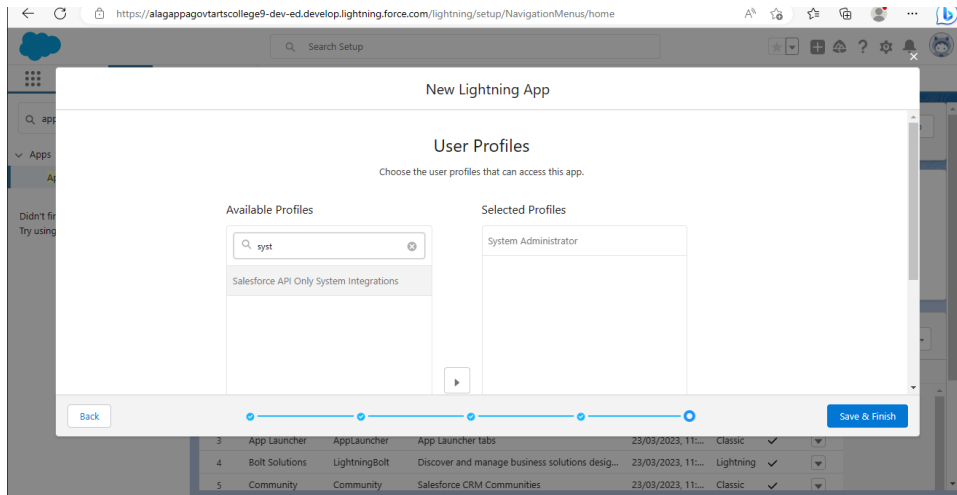 https://alagappagovtartscollege9-dev-ed.develop.lightning.force.com/lightning/setup/NavigationMenus/home
Search Setup
New Lightning App
app
Apps
Didn't
Try using
User Profiles
Choose the user profiles that can access this app.
Available Profiles
Selected Profiles
syst
System Administrator
Salesforce API Only System Integrations
Back
Save & Finish
3 App Launcher AppLauncher App Launcher tabs 23/03/2023, 11:... Classic
4 Bolt Solutions LightningBolt Discover and manage business solutions desig... 23/03/2023, 11:... Lightning
5 Community Community Salesforce CRM Communities 23/03/2023, 11:... Classic